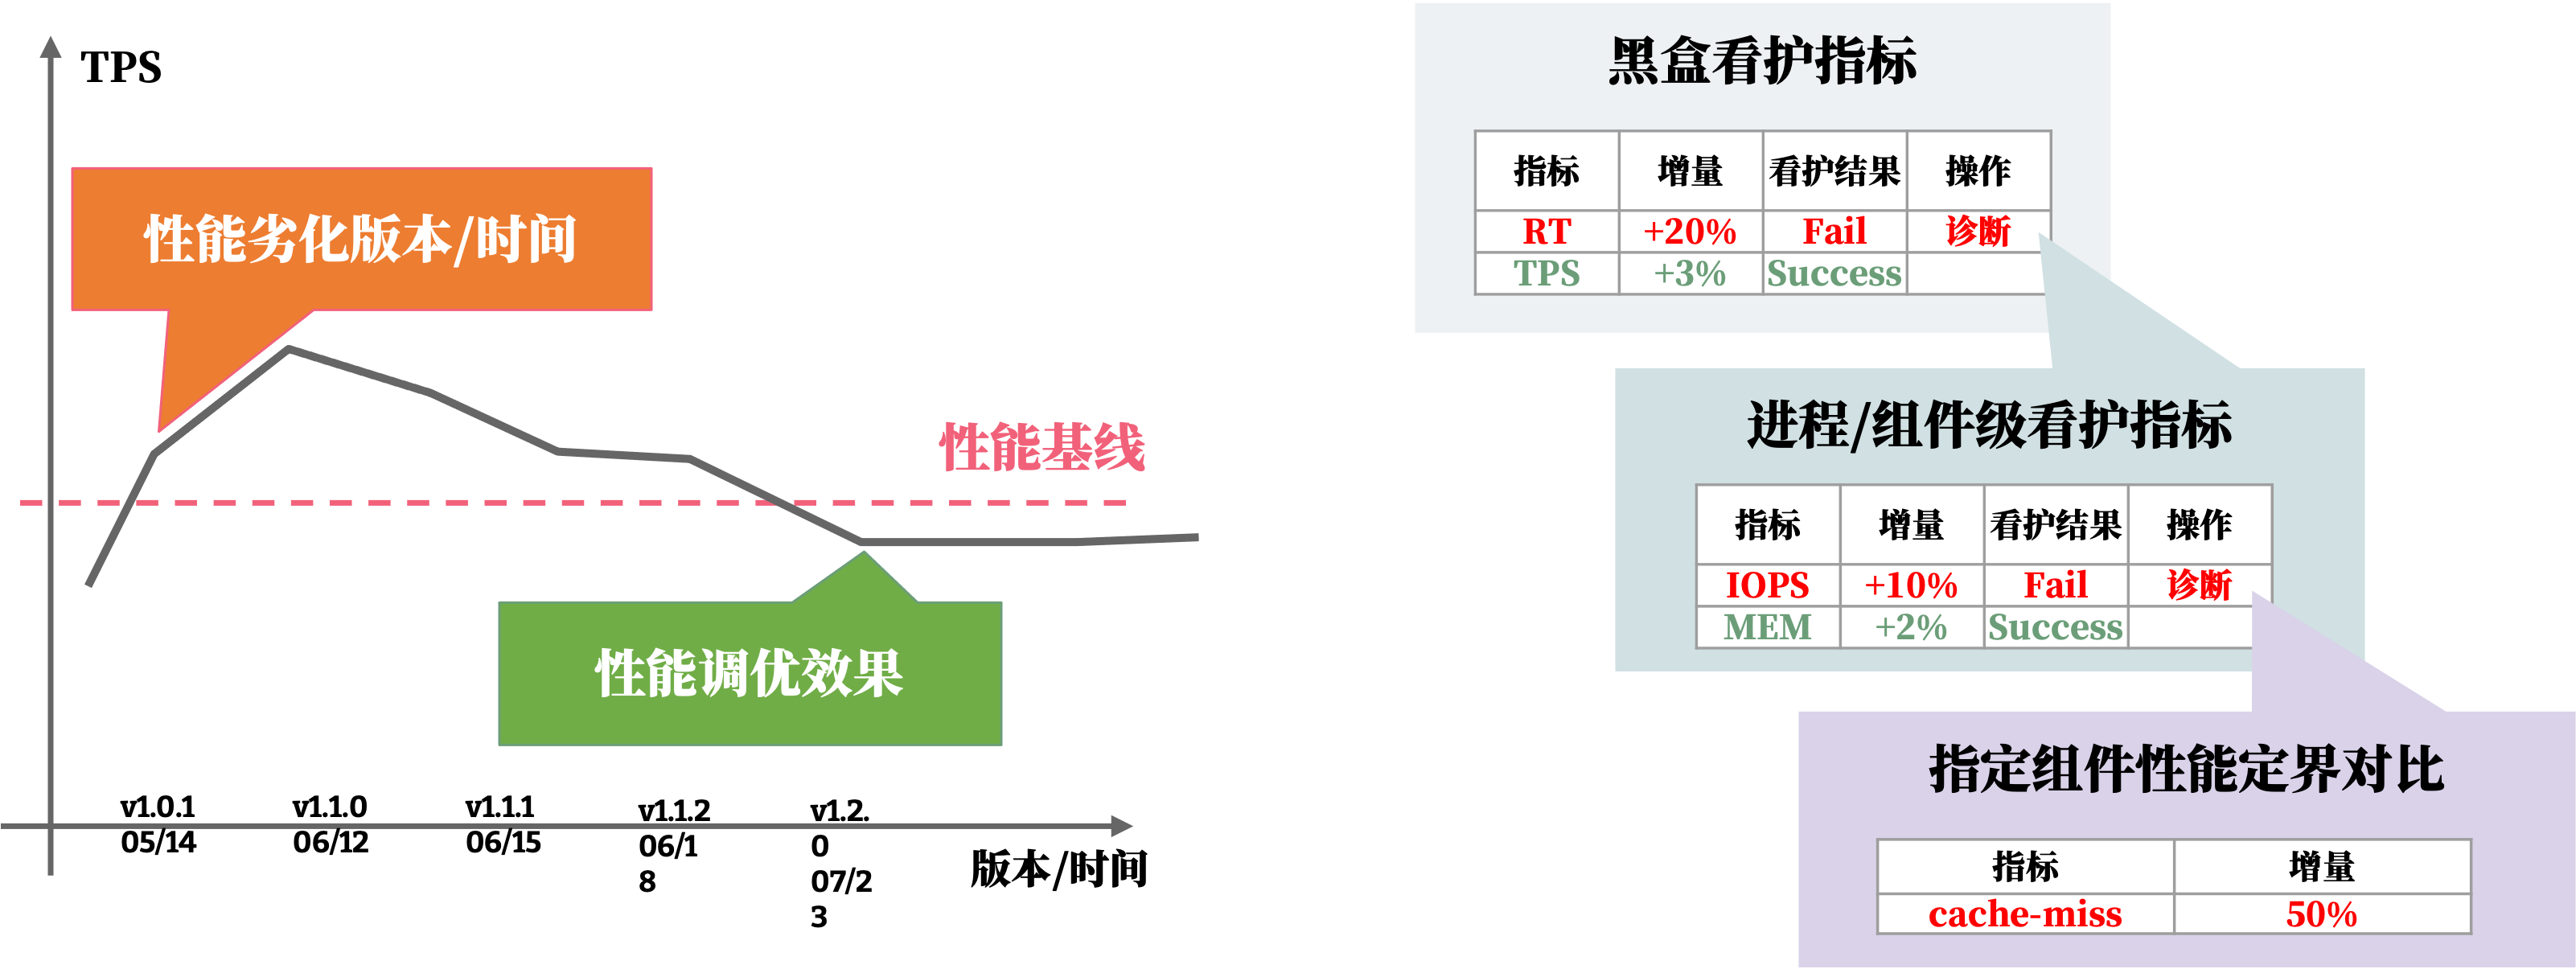 TPS
性能劣化版本/时间
性能基线
性能调优效果
v1.0.1
05/14
v1.1.0
06/12
v1.1.1
06/15
v1.1.2
06/1
8
v1.2.
0
07/2
3
版本/时间
黑盒看护指标
指标 增量 看护结果 操作
RT +20% Fail 诊断
TPS +3% Success
进程/组件级看护指标
指标 增量 看护结果 操作
IOPS +10% Fail 诊断
MEM +2% Success
指定组件性能定界对比
指标 增量
cache-miss 50%